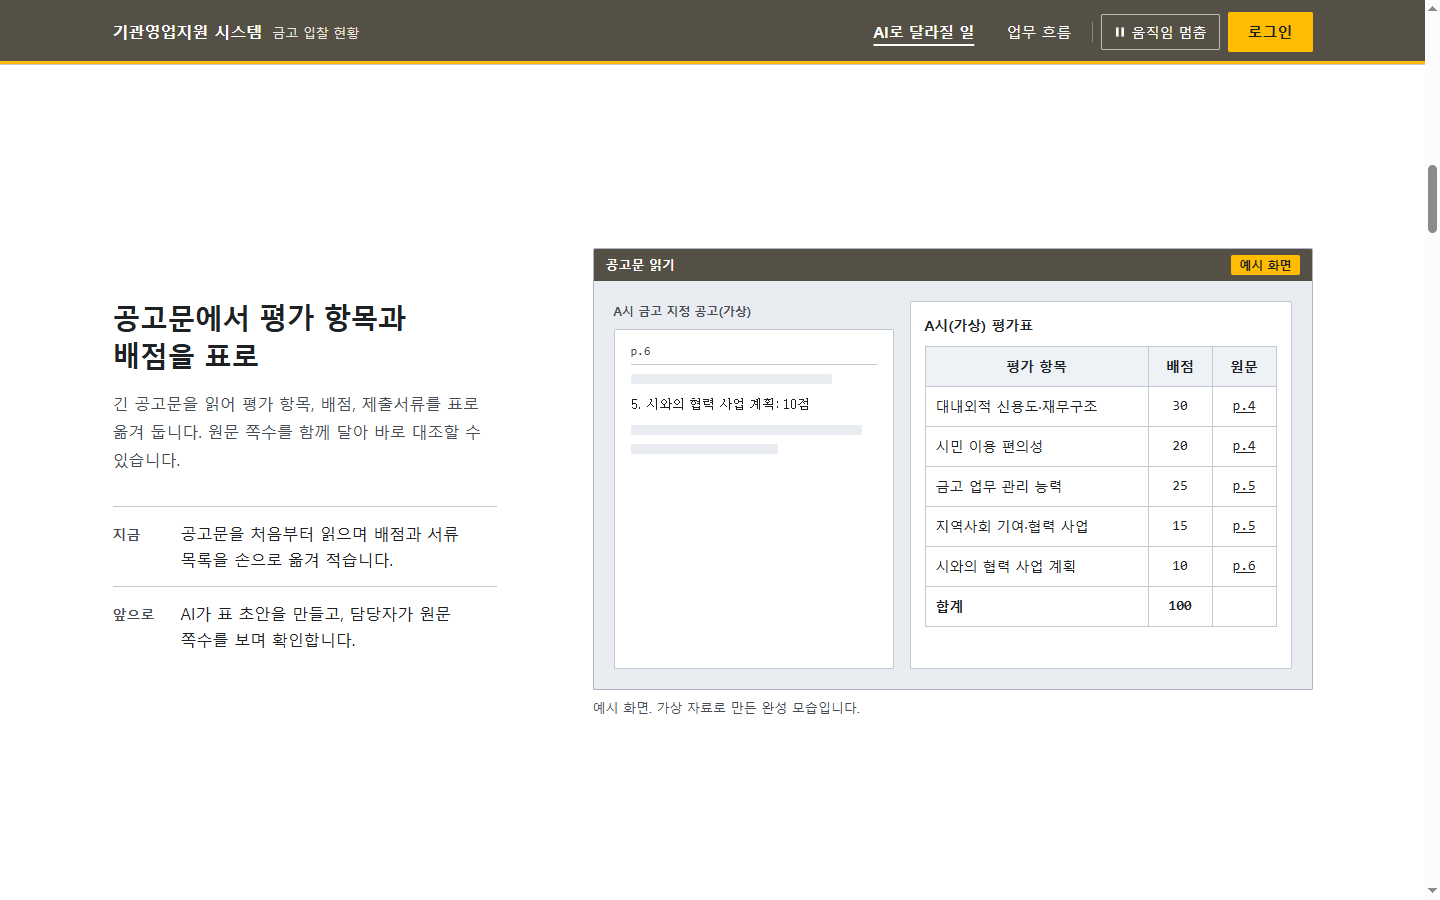 기관영업지원 시스템 금고 입찰 현황
AI로 달라질 일 업무 흐름 움직임 멈춤 로그인
공고문에서 평가 항목과
배점을 표로
긴 공고문을 읽어 평가 항목, 배점, 제출서류를 표로
옮겨 둡니다. 원문 쪽수를 함께 달아 바로 대조할 수
있습니다.
지금 공고문을 처음부터 읽으며 배점과 서류
목록을 손으로 옮겨 적습니다.
앞으로 AI가 표 초안을 만들고, 담당자가 원문
쪽수를 보며 확인합니다.
공고문 읽기 예시 화면
A시 금고 지정 공고(가상)
p.6
5. 시와의 협력 사업 계획: 10점
A시(가상) 평가표
평가 항목 배점 원문
대내외적 신용도·재무구조 30 p.4
시민 이용 편의성 20 p.4
금고 업무 관리 능력 25 p.5
지역사회 기여·협력 사업 15 p.5
시와의 협력 사업 계획 10 p.6
합계 100
예시 화면. 가상 자료로 만든 완성 모습입니다.